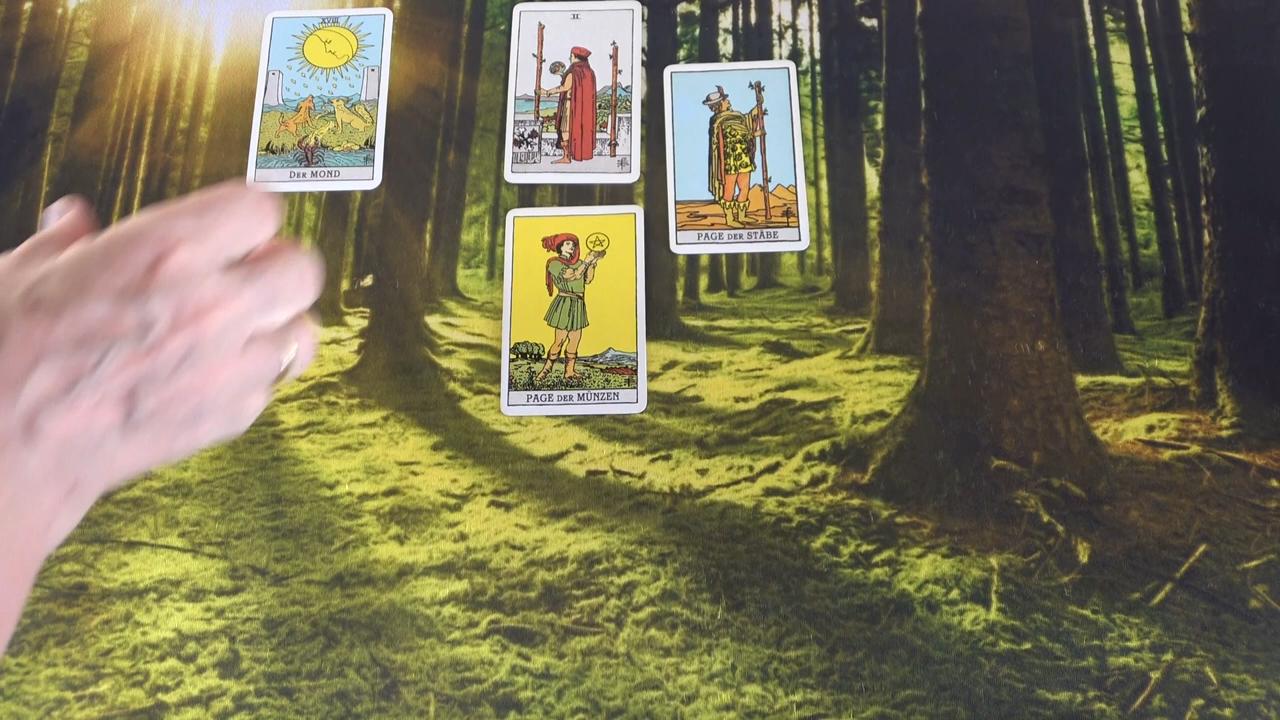 XVIII
DER MOND
II
PAGE DER STÄBE
PAGE DER MÜNZEN